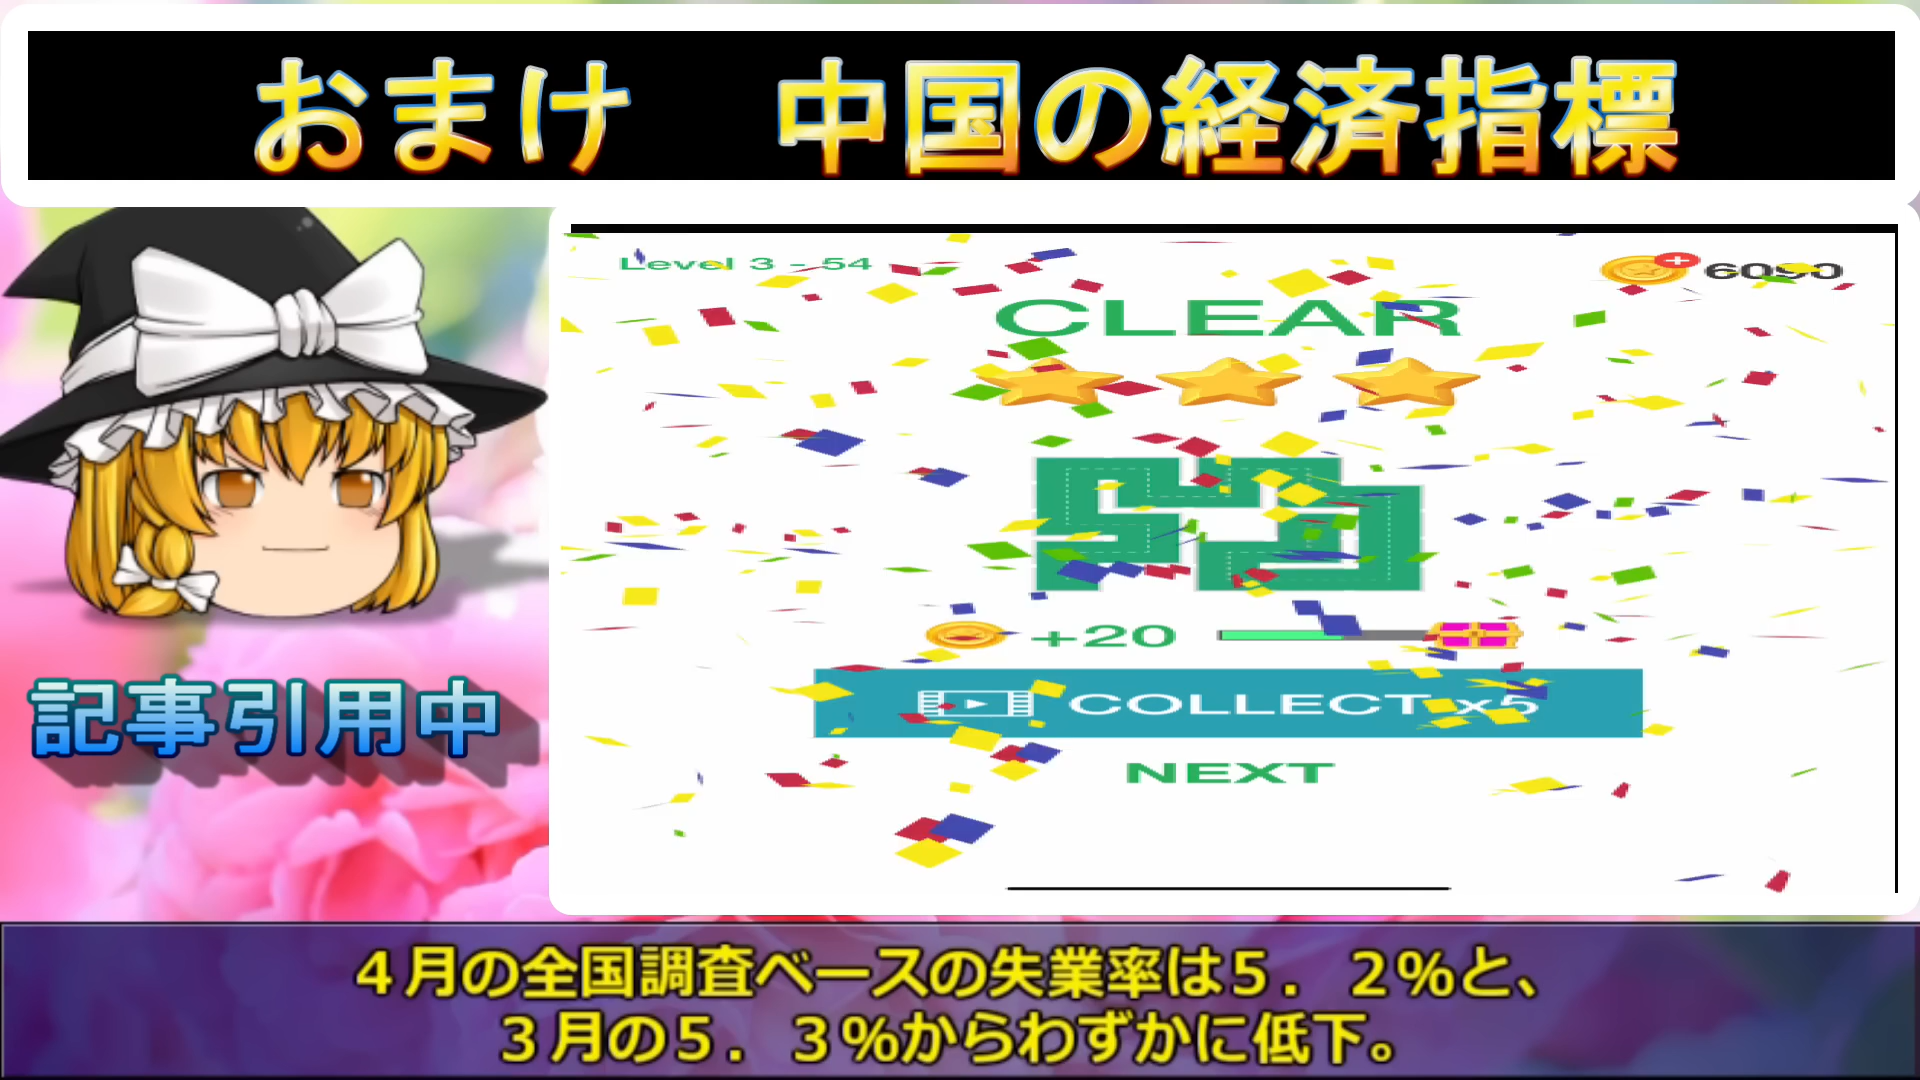 おまけ　中国の経済指標
Level 3 - 54
6090
CLEAR
+20
COLLECT x5
NEXT
記事引用中
４月の全国調査ベースの失業率は５．２％と、
３月の５．３％からわずかに低下。